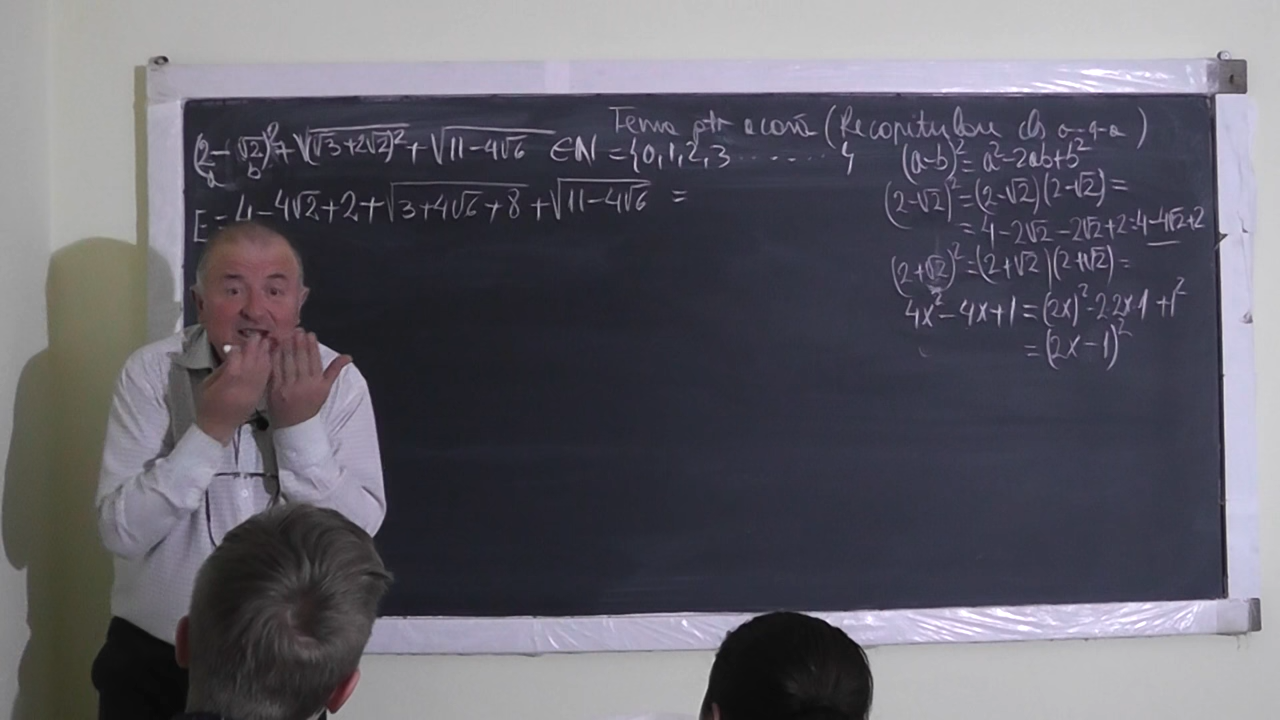 Tema ptr acasă (Recapitulare cls a-9-a)
(2-√2)²+√(√3+2√2)²+√11-4√6 ∈N={0,1,2,3.......}
a b
E=4-4√2+2+√3+4√6+8+√11-4√6 =
(a-b)²=a²-2ab+b²
(2-√2)²=(2-√2)(2-√2)=
=4-2√2-2√2+2=4-4√2+2
(2+√2)²=(2+√2)(2+√2)=
4x²-4x+1=(2x)²-2·2x·1+1²
=(2x-1)²